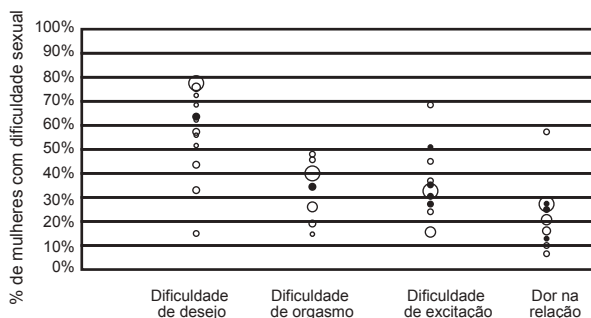 % de mulheres com dificuldade sexual
100%
90%
80%
70%
60%
50%
40%
30%
20%
10%
0%
Dificuldade
de desejo
Dificuldade
de orgasmo
Dificuldade
de excitação
Dor na
relação